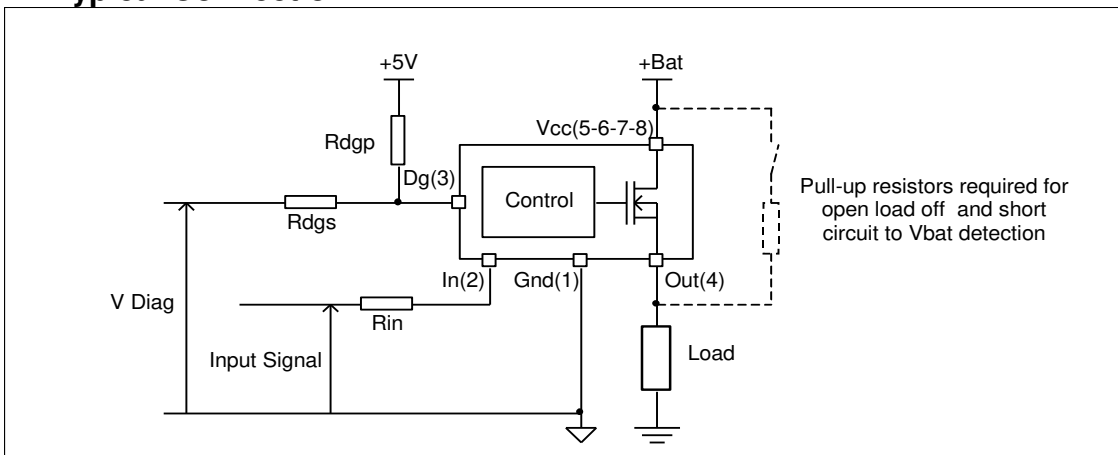 +5V
+Bat
Rdgp
Vcc(5-6-7-8)
Dg(3)
Control
Rdgs
Pull-up resistors required for
open load off and short
circuit to Vbat detection
In(2)
Gnd(1)
Out(4)
V Diag
Rin
Input Signal
Load